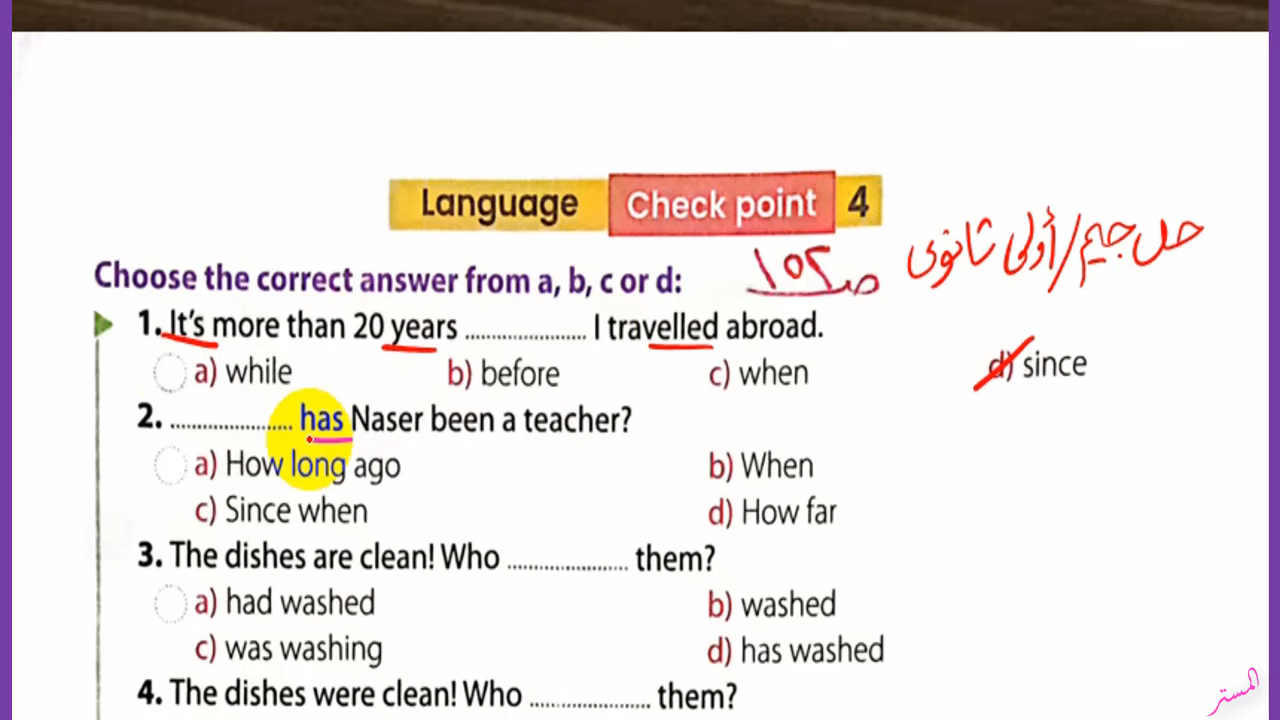 Language Check point 4
حل جيم/أولى ثانوى
Choose the correct answer from a, b, c or d:
ص ١٥٢
1. It's more than 20 years ...................... I travelled abroad.
a) while b) before c) when d) since
2. ...................... has Naser been a teacher?
a) How long ago b) When
c) Since when d) How far
3. The dishes are clean! Who ...................... them?
a) had washed b) washed
c) was washing d) has washed
4. The dishes were clean! Who ...................... them?
المستر